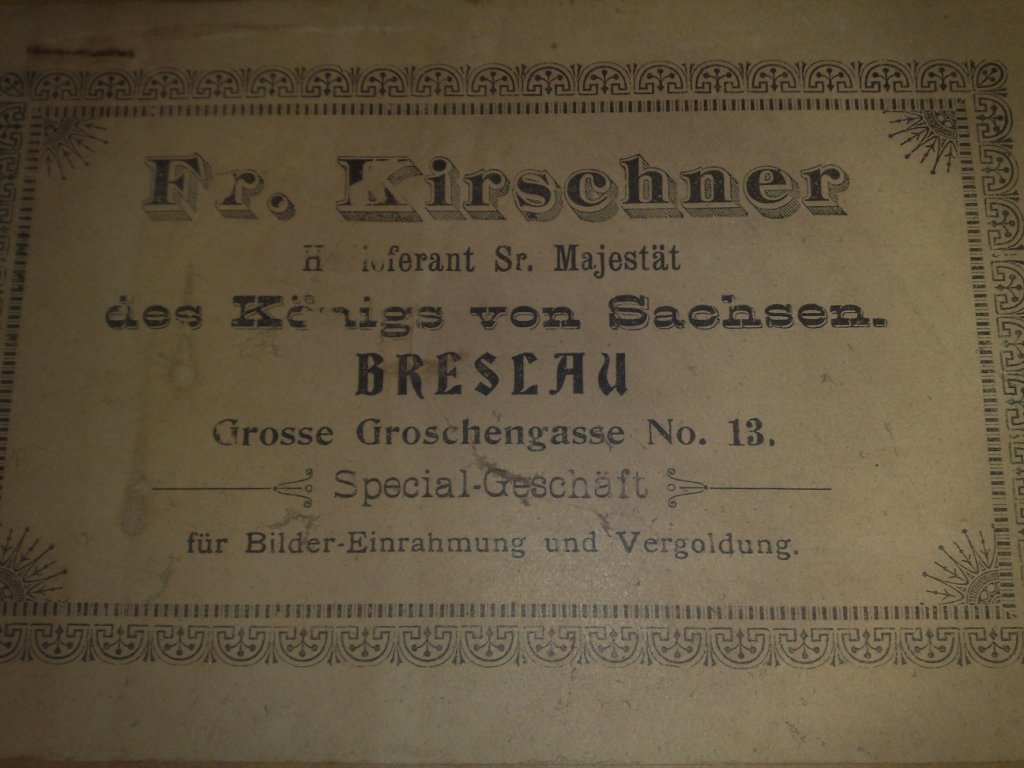 Fr. Kirschner
Hoflieferant Sr. Majestät
des Königs von Sachsen.
BRESLAU
Grosse Groschengasse No. 13.
Special-Geschäft
für Bilder-Einrahmung und Vergoldung.